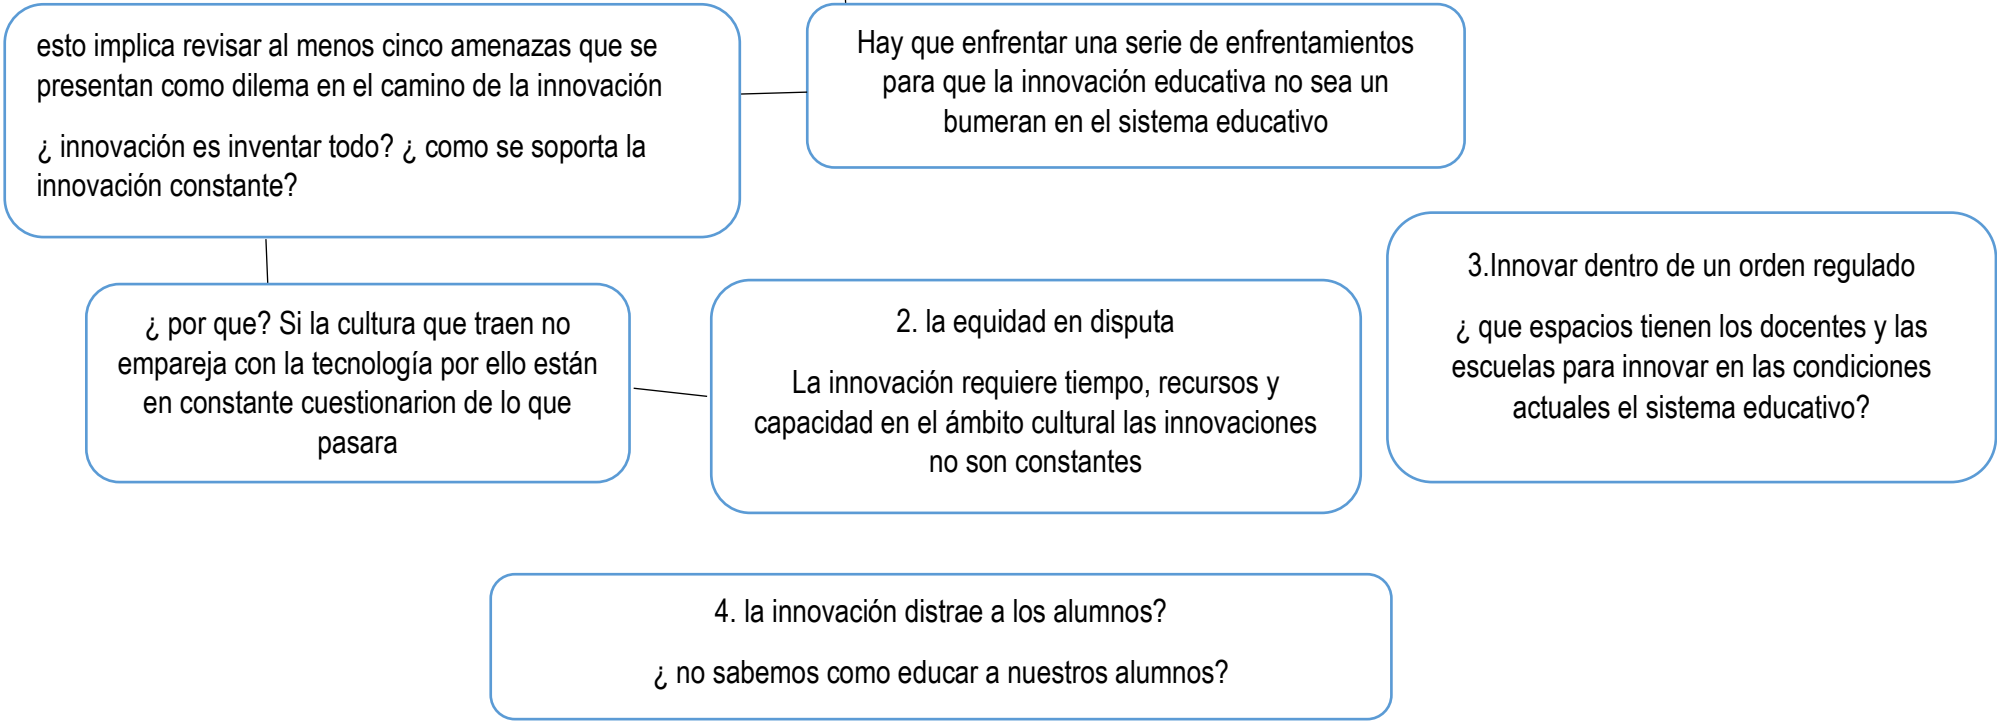 esto implica revisar al menos cinco amenazas que se
presentan como dilema en el camino de la innovación
¿ innovación es inventar todo? ¿ como se soporta la
innovación constante?
Hay que enfrentar una serie de enfrentamientos
para que la innovación educativa no sea un
bumeran en el sistema educativo
¿ por que? Si la cultura que traen no
empareja con la tecnología por ello están
en constante cuestionarion de lo que
pasara
2. la equidad en disputa
La innovación requiere tiempo, recursos y
capacidad en el ámbito cultural las innovaciones
no son constantes
3.Innovar dentro de un orden regulado
¿ que espacios tienen los docentes y las
escuelas para innovar en las condiciones
actuales el sistema educativo?
4. la innovación distrae a los alumnos?
¿ no sabemos como educar a nuestros alumnos?